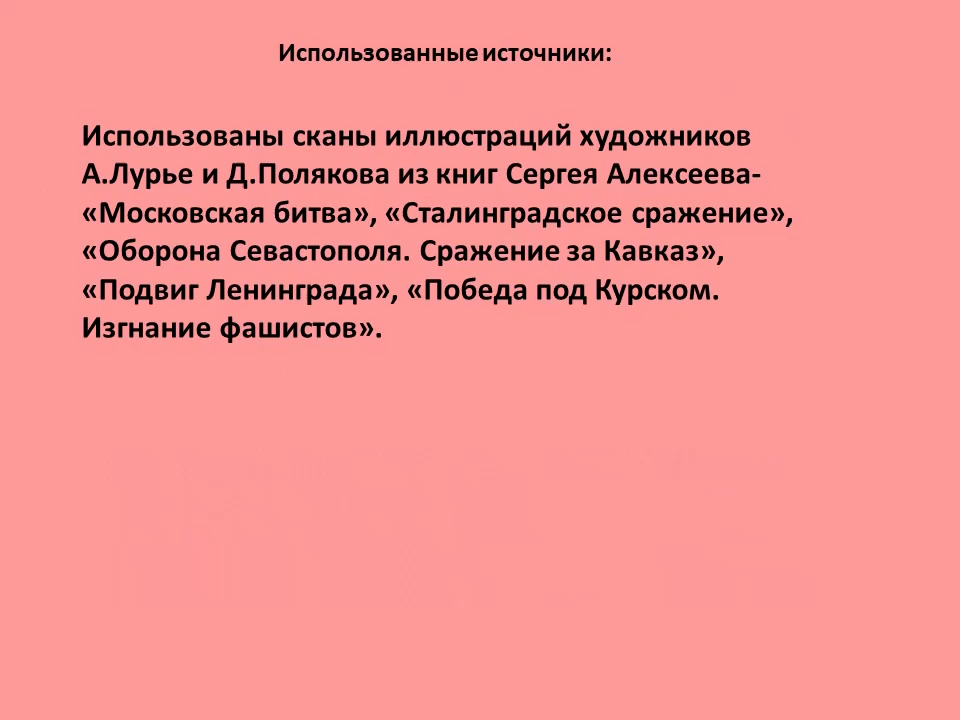 Использованные источники:
Использованы сканы иллюстраций художников
А.Лурье и Д.Полякова из книг Сергея Алексеева-
«Московская битва», «Сталинградское сражение»,
«Оборона Севастополя. Сражение за Кавказ»,
«Подвиг Ленинграда», «Победа под Курском.
Изгнание фашистов».